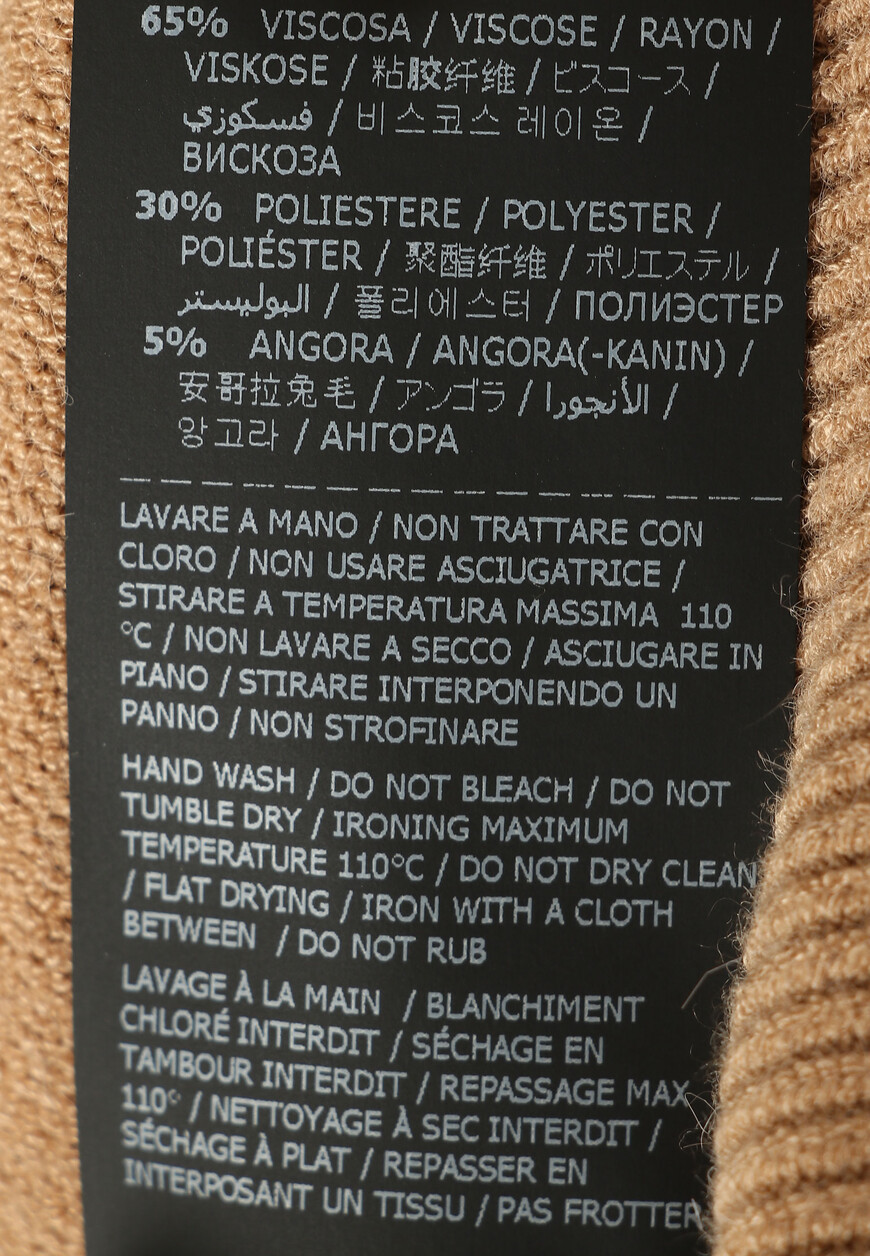 65% VISCOSA / VISCOSE / RAYON /
VISKOSE / 粘胶纤维 / ビスコース /
فسكوزي / 비스코스 레이온 /
ВИСКОЗА
30% POLIESTERE / POLYESTER /
POLIÉSTER / 聚酯纤维 / ポリエステル /
البوليستر / 폴리에스터 / ПОЛИЭСТЕР
5% ANGORA / ANGORA(-KANIN) /
安哥拉兔毛 / アンゴラ / الأنجورا /
앙고라 / АНГОРА
LAVARE A MANO / NON TRATTARE CON
CLORO / NON USARE ASCIUGATRICE /
STIRARE A TEMPERATURA MASSIMA 110
°C / NON LAVARE A SECCO / ASCIUGARE IN
PIANO / STIRARE INTERPONENDO UN
PANNO / NON STROFINARE
HAND WASH / DO NOT BLEACH / DO NOT
TUMBLE DRY / IRONING MAXIMUM
TEMPERATURE 110°C / DO NOT DRY CLEAN
/ FLAT DRYING / IRON WITH A CLOTH
BETWEEN / DO NOT RUB
LAVAGE À LA MAIN / BLANCHIMENT
CHLORÉ INTERDIT / SÉCHAGE EN
TAMBOUR INTERDIT / REPASSAGE MAX
110° / NETTOYAGE À SEC INTERDIT /
SÉCHAGE À PLAT / REPASSER EN
INTERPOSANT UN TISSU / PAS FROTTER